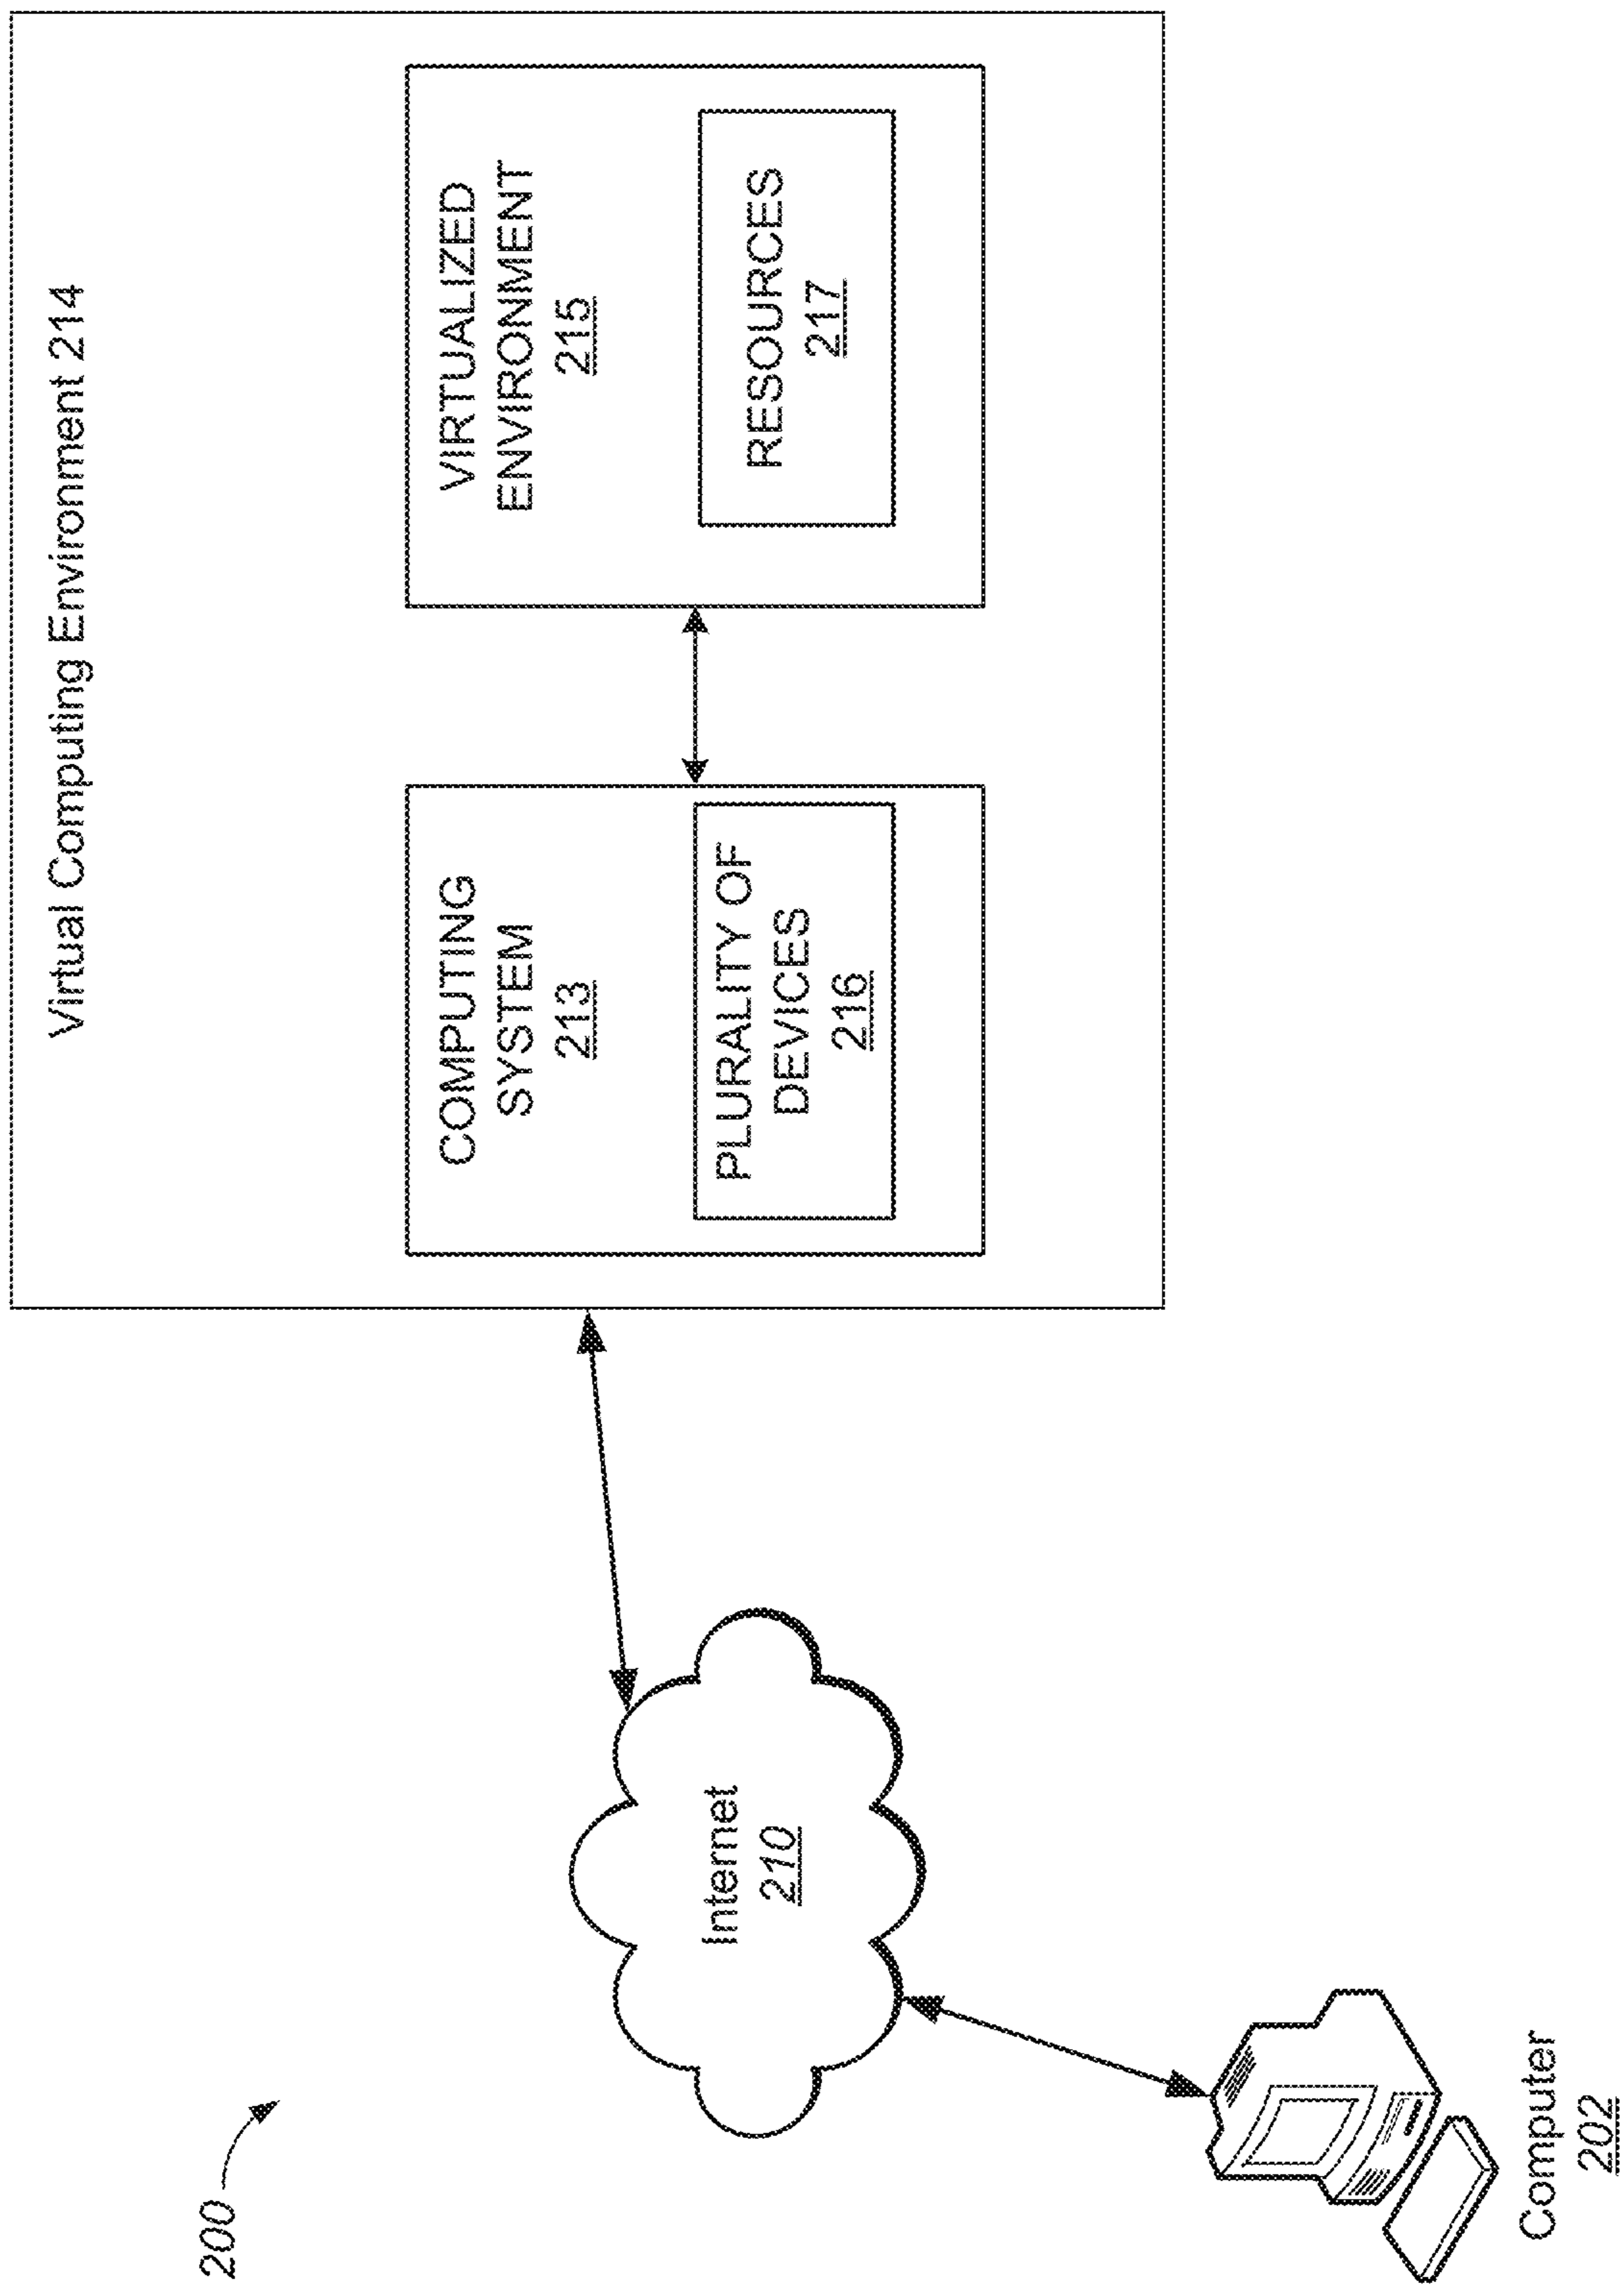 200
Virtual Computing Environment 214
COMPUTING
SYSTEM
213
PLURALITY OF
DEVICES
216
VIRTUALIZED
ENVIRONMENT
215
RESOURCES
217
Internet
210
Computer
202